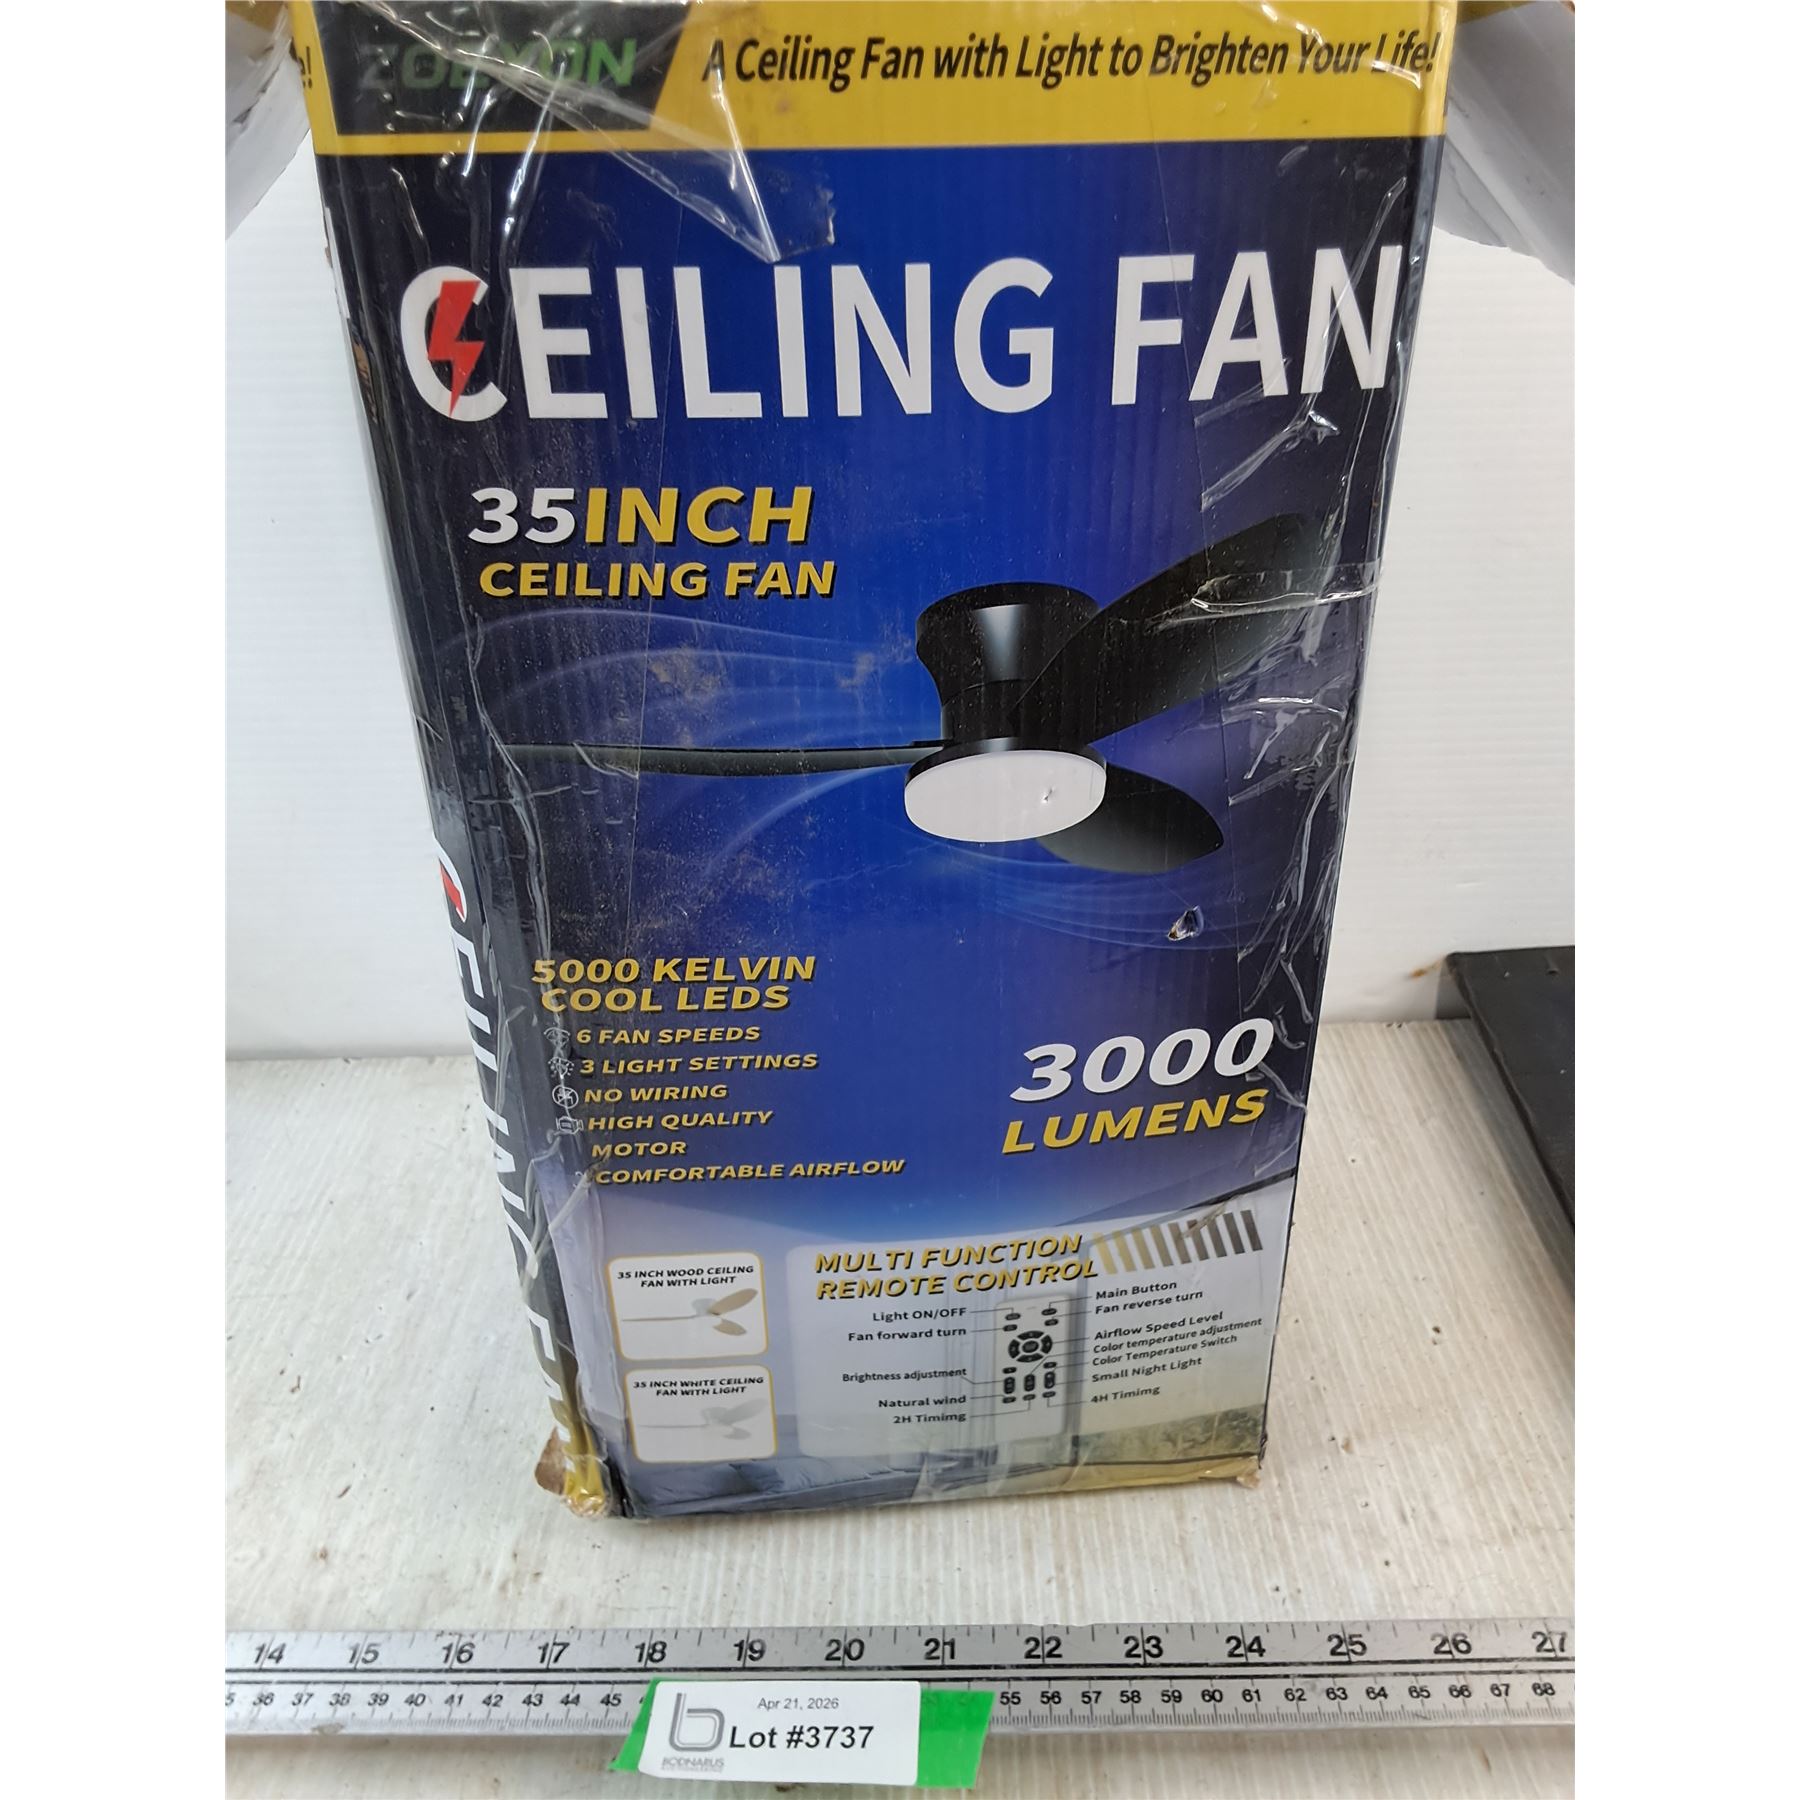 ZOEYON
A Ceiling Fan with Light to Brighten Your Life!
CEILING FAN
35INCH
CEILING FAN
5000 KELVIN
COOL LEDS
6 FAN SPEEDS
3 LIGHT SETTINGS
NO WIRING
HIGH QUALITY
MOTOR
COMFORTABLE AIRFLOW
3000
LUMENS
35 INCH WOOD CEILING
FAN WITH LIGHT
35 INCH WHITE CEILING
FAN WITH LIGHT
MULTI FUNCTION
REMOTE CONTROL
Light ON/OFF
Fan forward turn
Brightness adjustment
Natural wind
2H Timimg
Main Button
Fan reverse turn
Airflow Speed Level
Color temperature adjustment
Color Temperature Switch
Small Night Light
4H Timimg
CEILING FAN
14 15 16 17 18 19 20 21 22 23 24 25 26 27
36 37 38 39 40 41 42 43 44 45 55 56 57 58 59 60 61 62 63 64 65 66 67 68
Apr 21, 2026
Lot #3737
BODNARUS